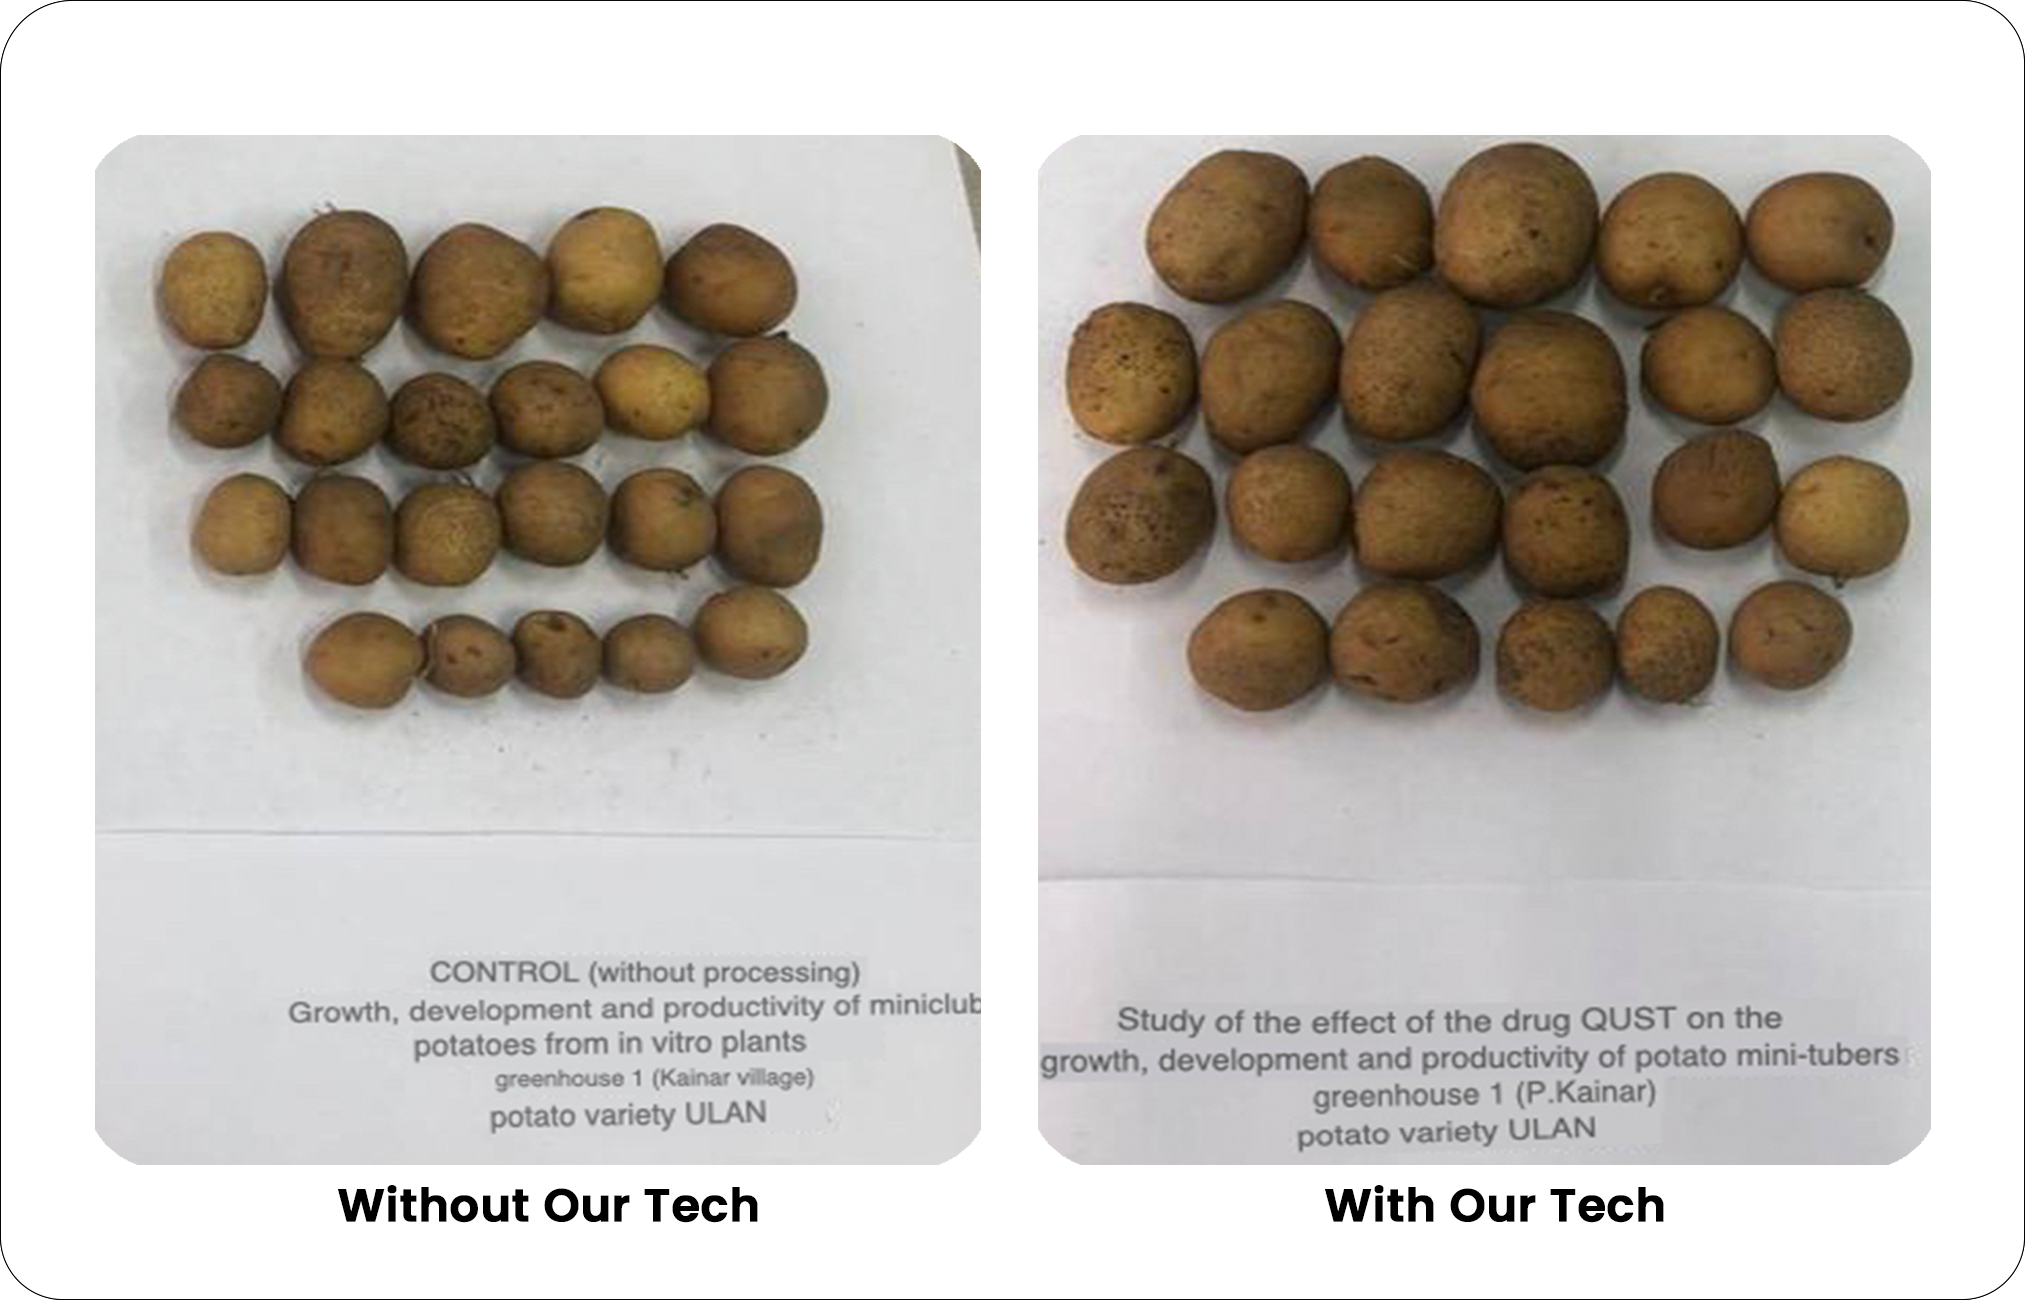 CONTROL (without processing)
Growth, development and productivity of miniclub
potatoes from in vitro plants
greenhouse 1 (Kainar village)
potato variety ULAN
Without Our Tech
Study of the effect of the drug QUST on the
growth, development and productivity of potato mini-tubers
greenhouse 1 (P.Kainar)
potato variety ULAN
With Our Tech